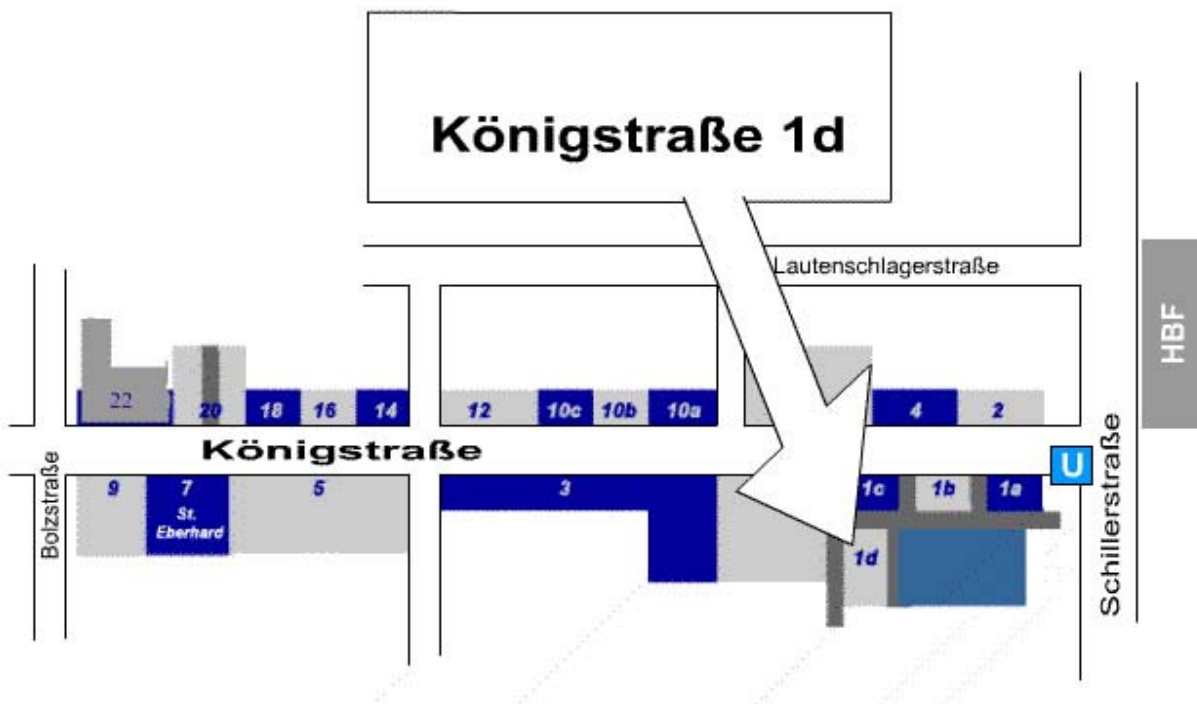 Königstraße 1d
Lautenschlagerstraße
HBF
22
20
18
16
14
12
10c
10b
10a
4
2
Königstraße
U
Schillerstraße
Bolzstraße
9
7
St.
Eberhard
5
3
1c
1b
1a
1d